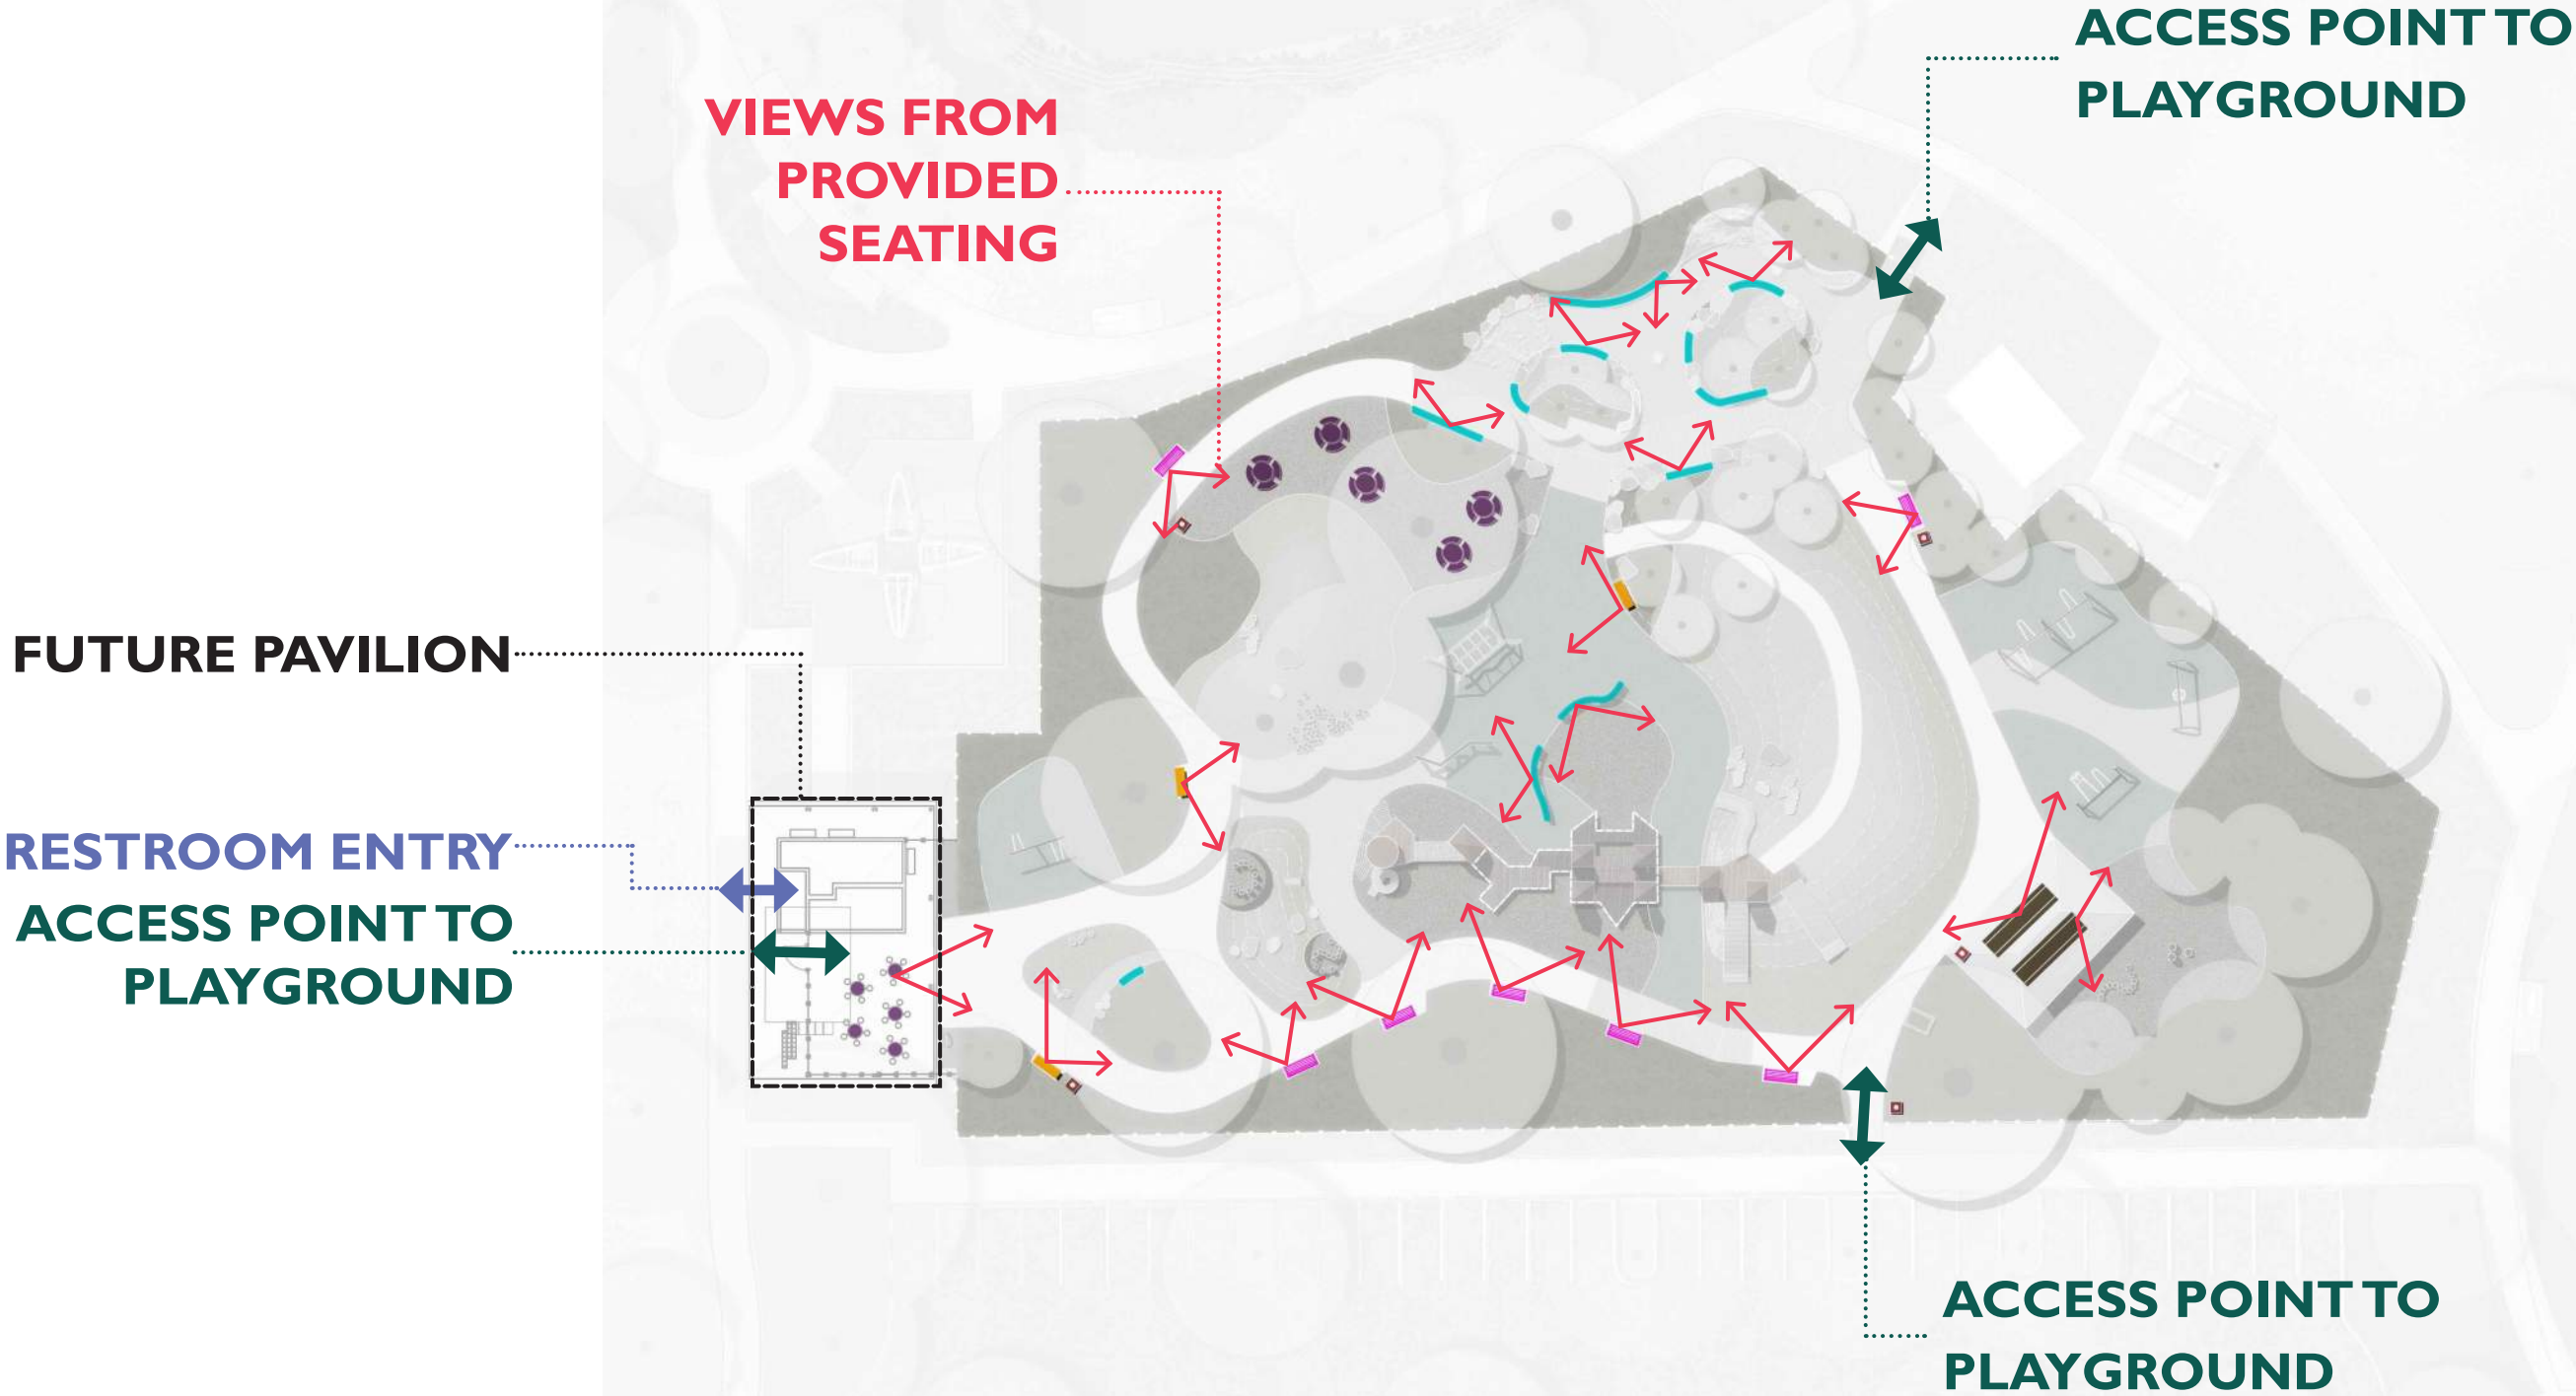 ACCESS POINT TO
PLAYGROUND
VIEWS FROM
PROVIDED
SEATING
FUTURE PAVILION
RESTROOM ENTRY
ACCESS POINT TO
PLAYGROUND
ACCESS POINT TO
PLAYGROUND